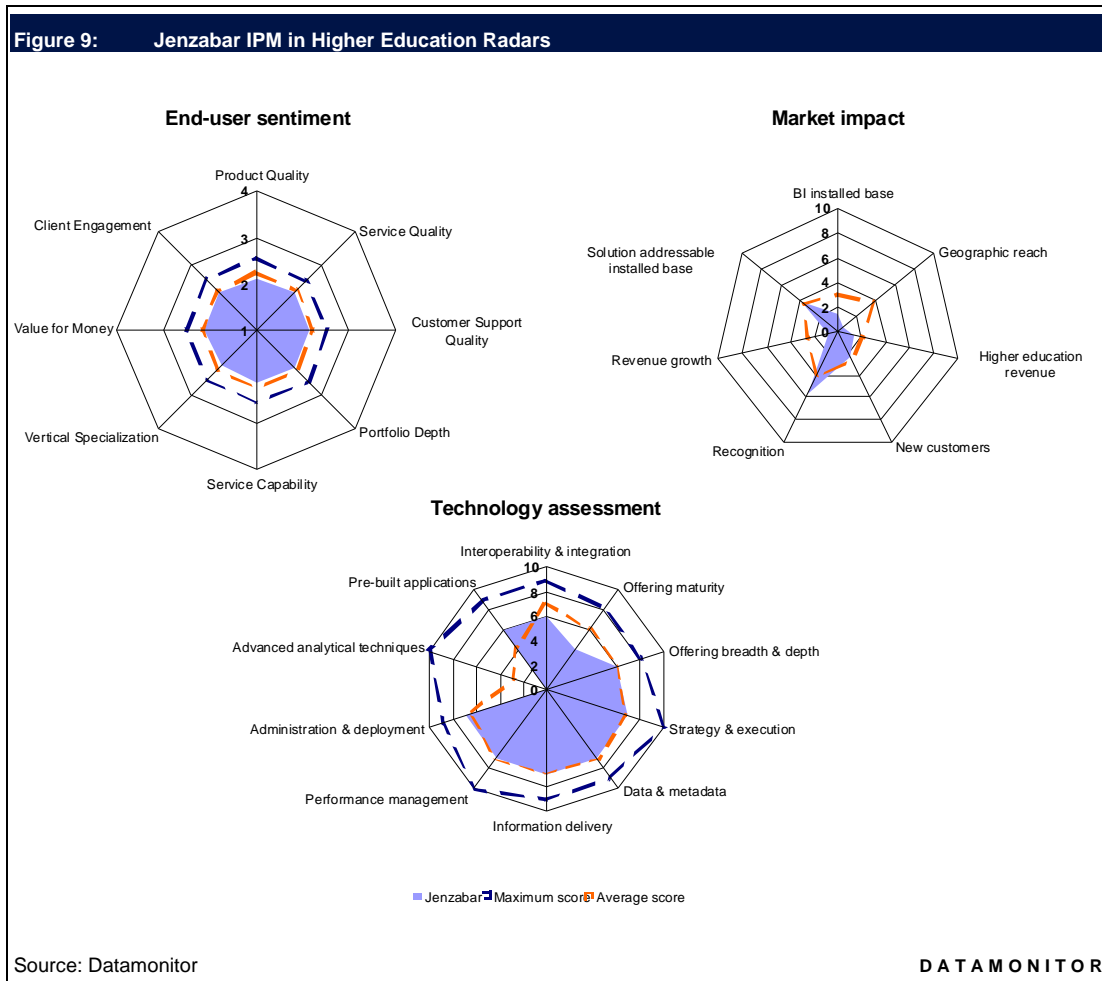 Figure 9: Jenzabar IPM in Higher Education Radars
End-user sentiment
Product Quality
Service Quality
Customer Support
Quality
Portfolio Depth
Service Capability
Vertical Specialization
Value for Money
Client Engagement
4
3
2
1
Market impact
BI installed base
Geographic reach
Higher education
revenue
New customers
Recognition
Revenue growth
Solution addressable
installed base
10
8
6
4
2
0
Technology assessment
Interoperability & integration
Offering maturity
Offering breadth & depth
Strategy & execution
Data & metadata
Information delivery
Performance management
Administration & deployment
Advanced analytical techniques
Pre-built applications
10
8
6
4
2
0
Jenzabar Maximum score Average score
Source: Datamonitor
DATAMONITOR